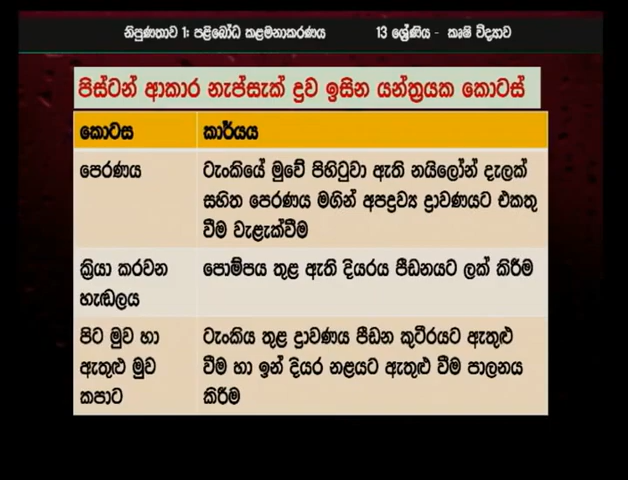 නිපුණතාව 1: පළිබෝධ කළමනාකරණය 13 ශ්‍රේණිය - කෘෂි විද්‍යාව
පිස්ටන් ආකාර නැප්සැක් ද්‍රව ඉසින යන්ත්‍රයක කොටස්
කොටස කාර්යය
පෙරණය ටැංකියේ මුවේ පිහිටුවා ඇති නයිලෝන් දැලක්
සහිත පෙරණය මගින් අපද්‍රව්‍ය ද්‍රාවණයට එකතු
වීම වැළැක්වීම
ක්‍රියා කරවන පොම්පය තුළ ඇති දියරය පීඩනයට ලක් කිරීම
හැඬලය
පිට මුව හා ටැංකිය තුළ ද්‍රාවණය පීඩන කුටීරයට ඇතුළු
ඇතුළු මුව වීම හා ඉන් දියර නළයට ඇතුළු වීම පාලනය
කපාට කිරීම